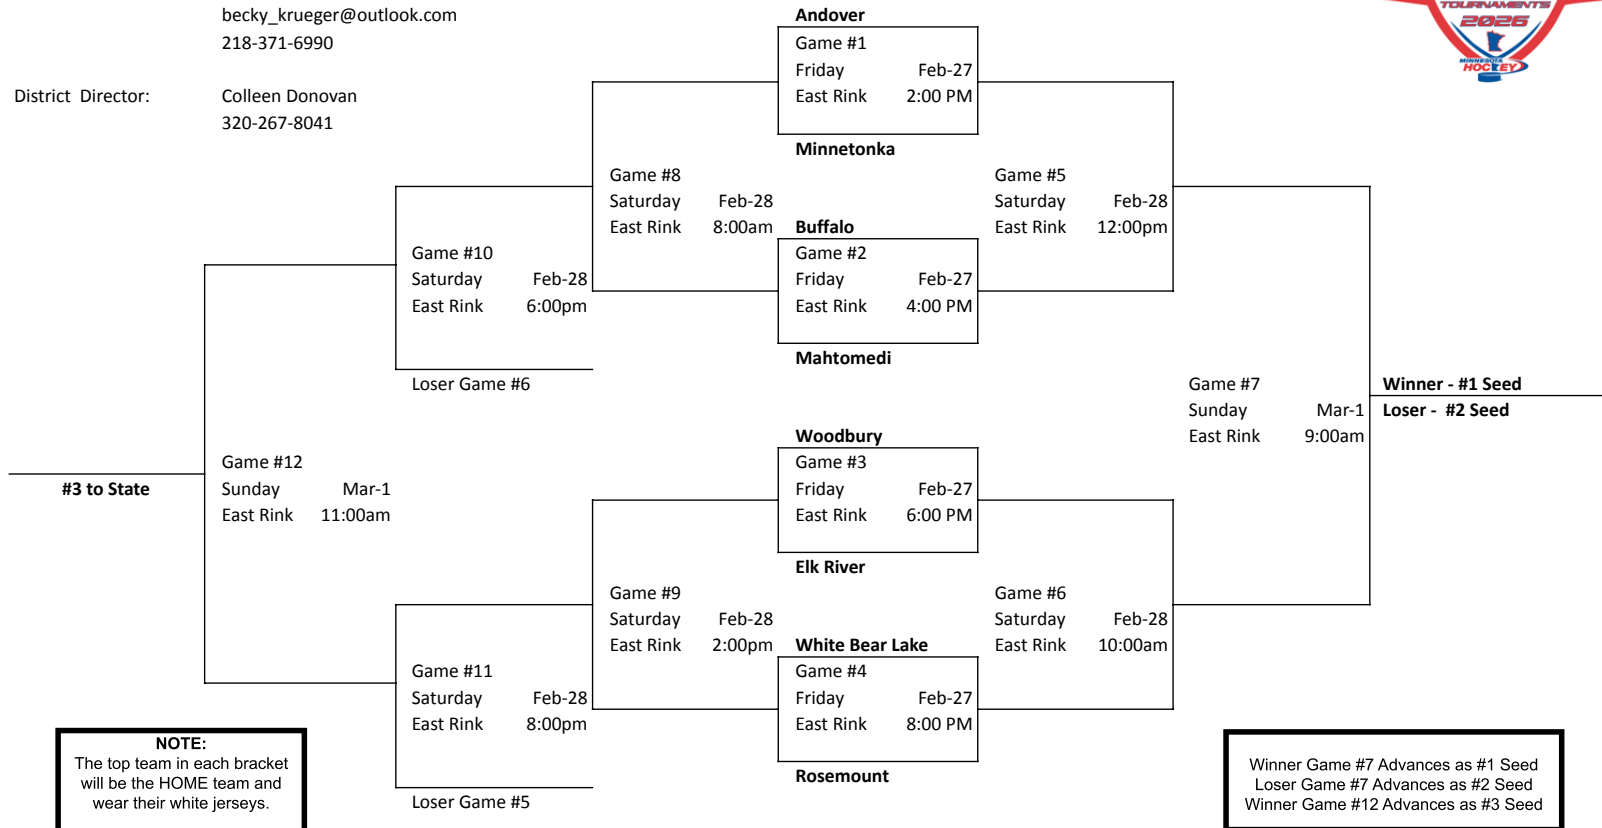 becky_krueger@outlook.com
218-371-6990
District Director: Colleen Donovan
320-267-8041
TOURNAMENTS
2026
MINNESOTA
HOCKEY
Andover
Game #1
Friday Feb-27
East Rink 2:00 PM
Minnetonka
Game #8
Saturday Feb-28
East Rink 8:00am
Game #5
Saturday Feb-28
East Rink 12:00pm
Buffalo
Game #2
Friday Feb-27
East Rink 4:00 PM
Mahtomedi
Game #10
Saturday Feb-28
East Rink 6:00pm
Loser Game #6
Game #7
Sunday Mar-1
East Rink 9:00am
Winner - #1 Seed
Loser - #2 Seed
Woodbury
Game #3
Friday Feb-27
East Rink 6:00 PM
Elk River
Game #12
Sunday Mar-1
East Rink 11:00am
#3 to State
Game #9
Saturday Feb-28
East Rink 2:00pm
Game #6
Saturday Feb-28
East Rink 10:00am
White Bear Lake
Game #4
Friday Feb-27
East Rink 8:00 PM
Rosemount
Game #11
Saturday Feb-28
East Rink 8:00pm
Loser Game #5
NOTE:
The top team in each bracket
will be the HOME team and
wear their white jerseys.
Winner Game #7 Advances as #1 Seed
Loser Game #7 Advances as #2 Seed
Winner Game #12 Advances as #3 Seed